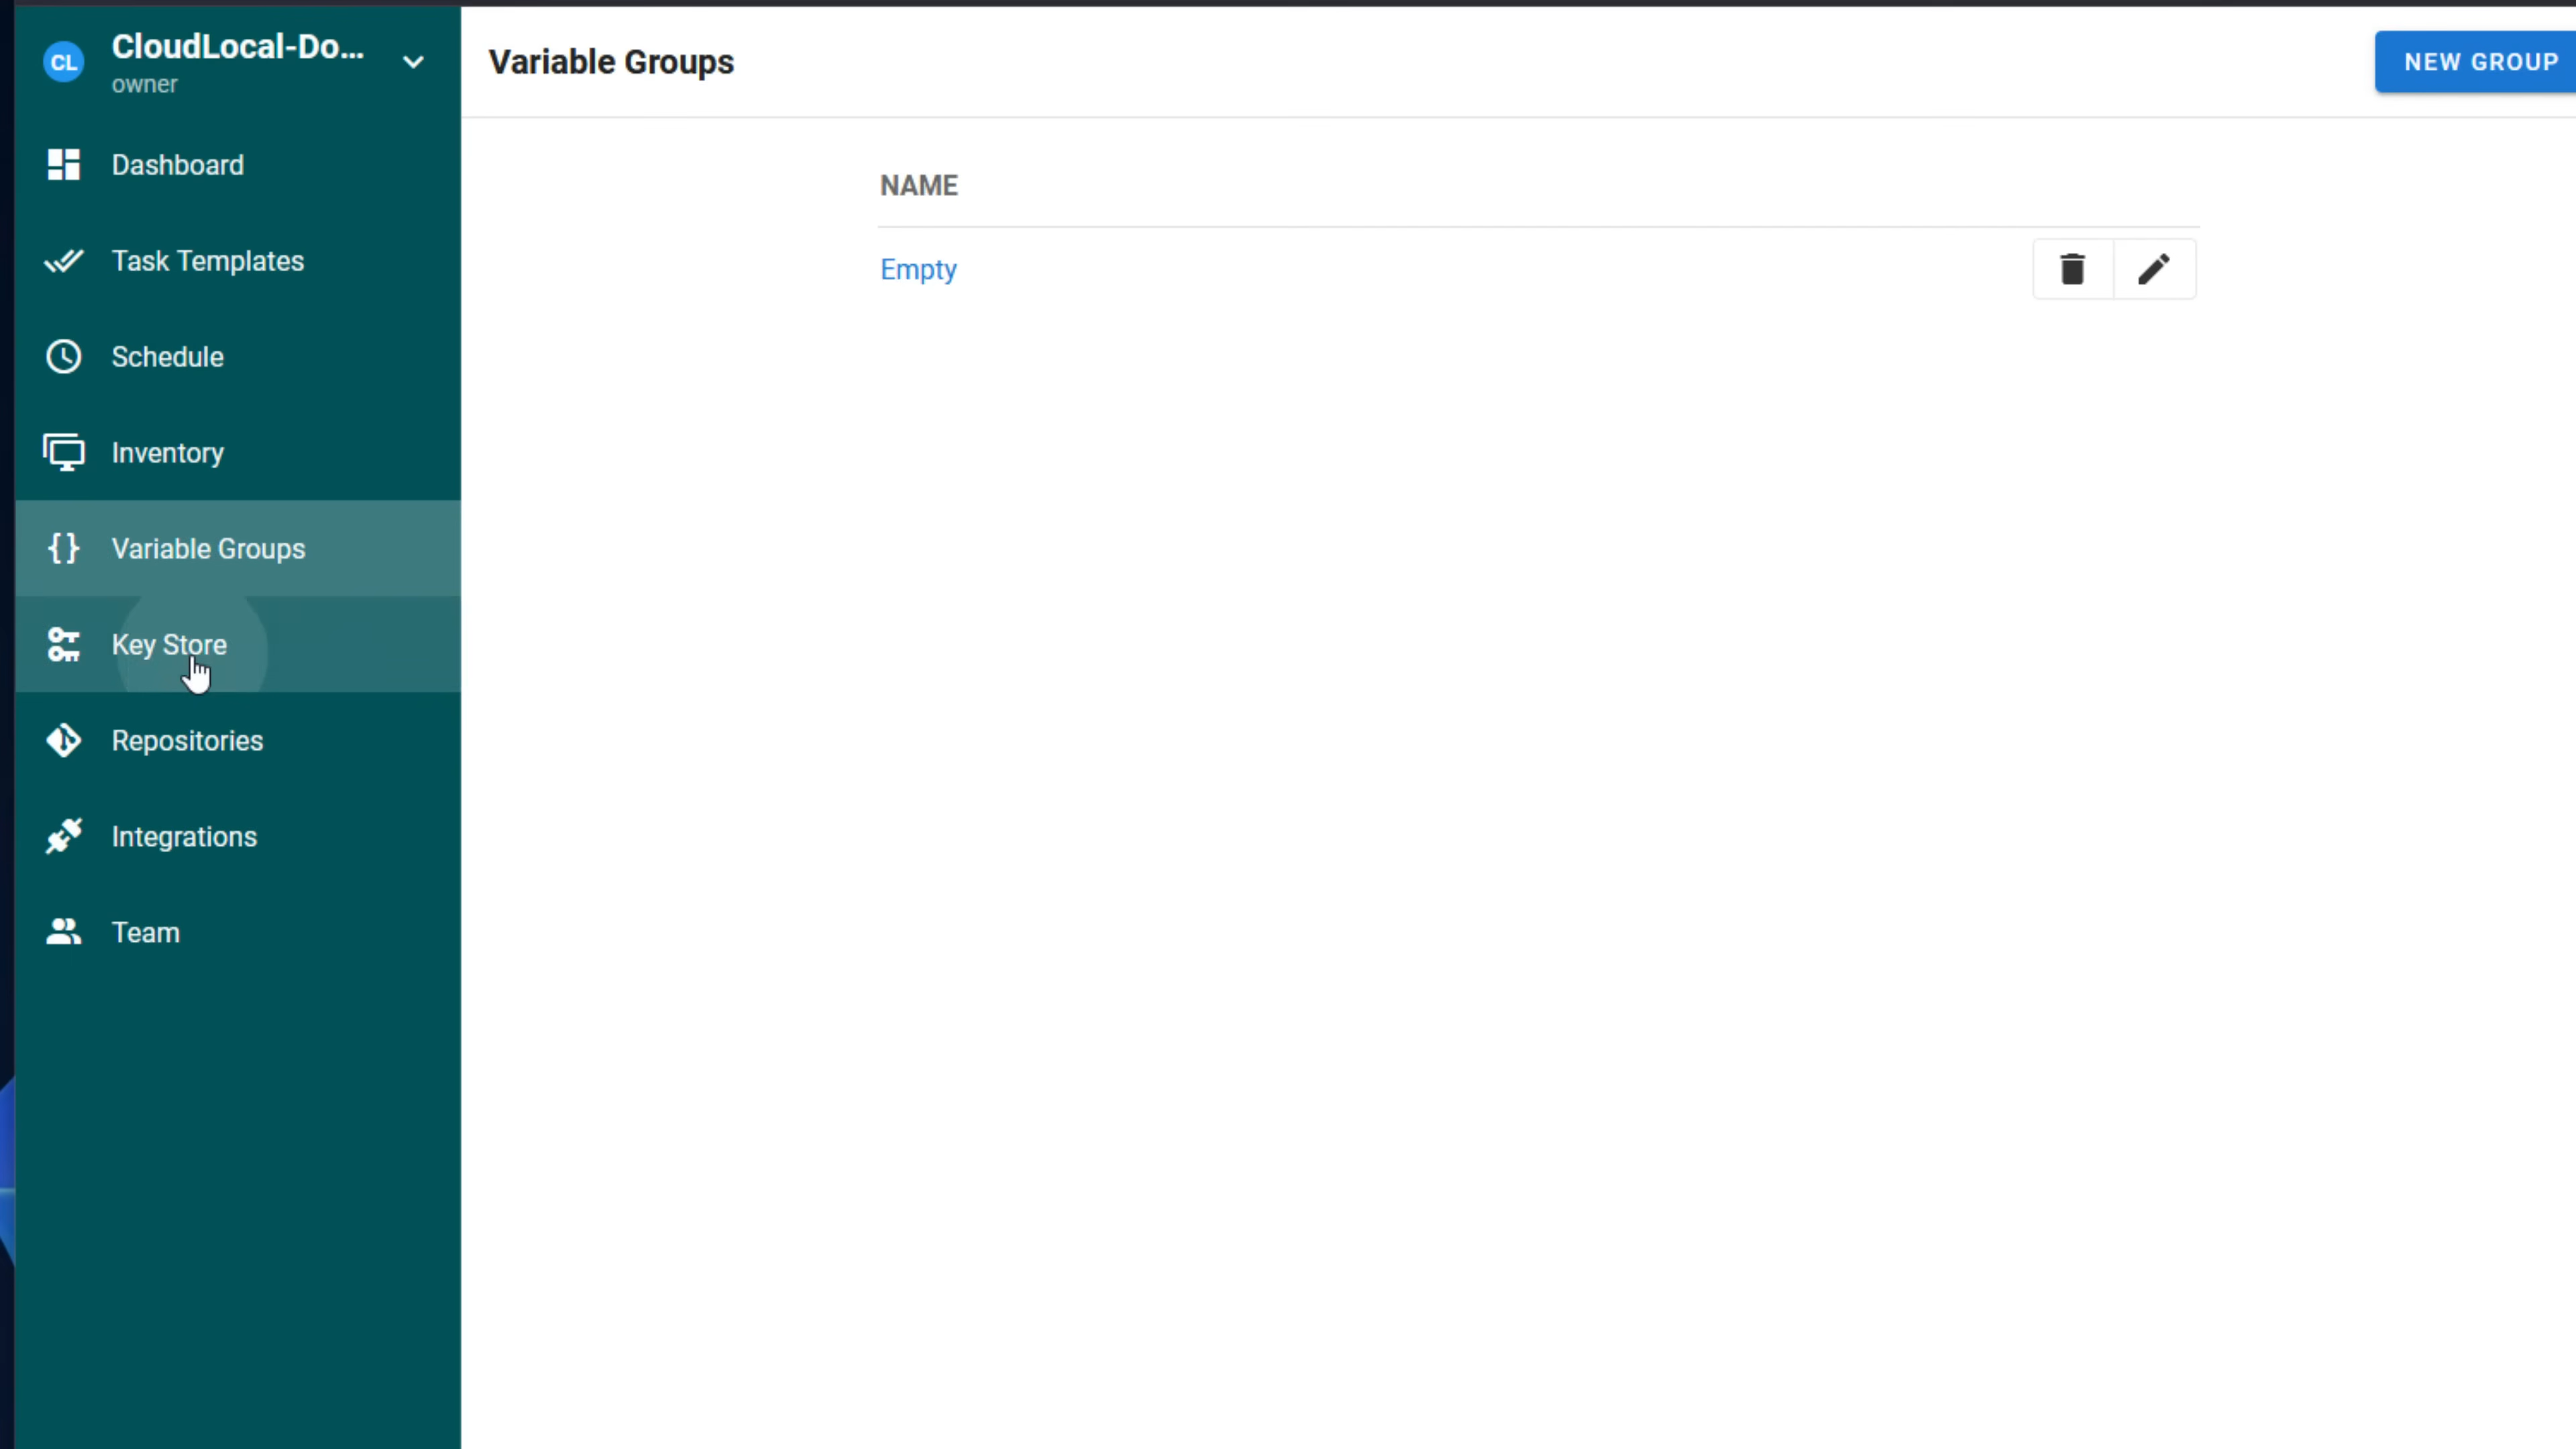 CL
CloudLocal-Do...
owner
Dashboard
Task Templates
Schedule
Inventory
{} Variable Groups
Key Store
Repositories
Integrations
Team
Variable Groups
NEW GROUP
NAME
Empty